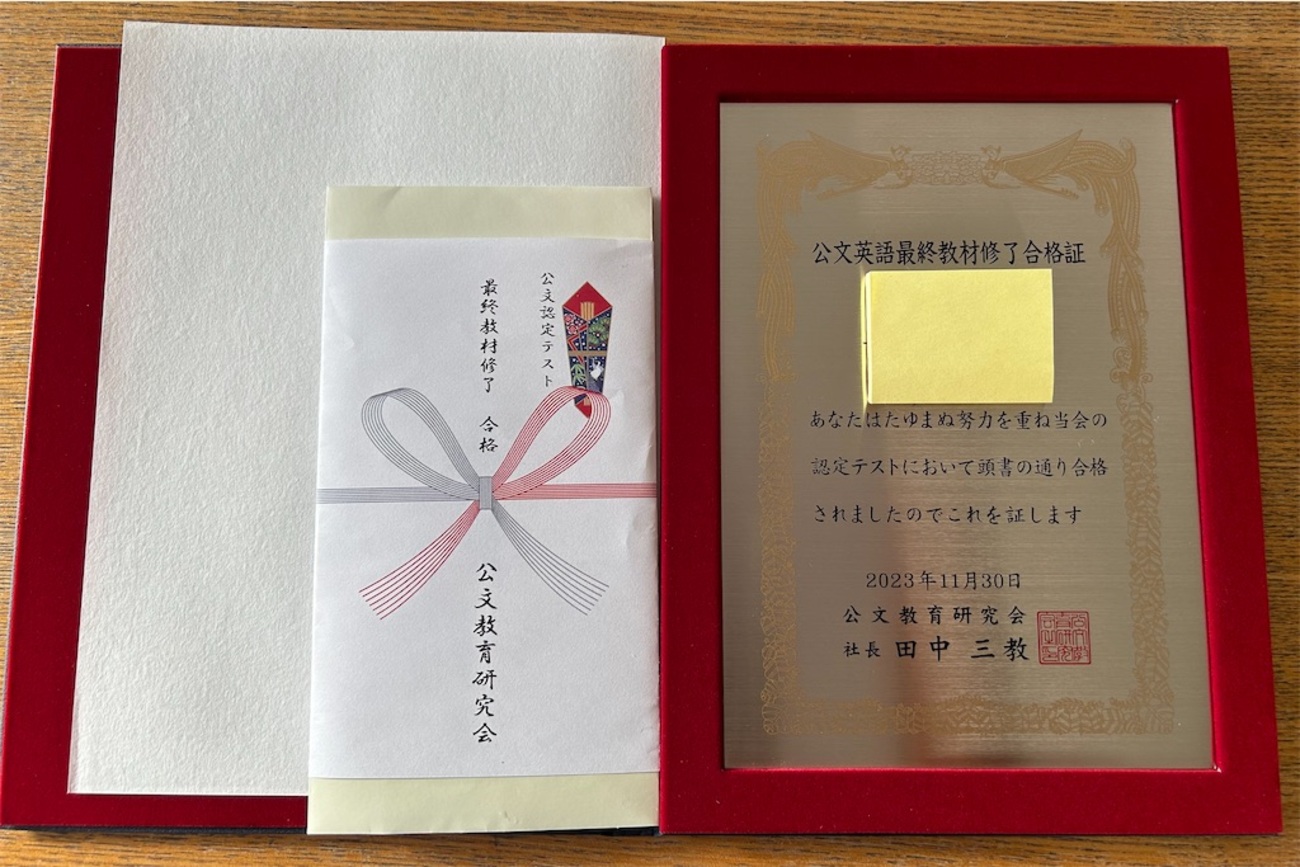 公文認定テスト
最終教材修了 合格
公文教育研究会
公文英語最終教材修了合格証
あなたはたゆまぬ努力を重ね当会の
認定テストにおいて頭書の通り合格
されましたのでこれを証します
2023年11月30日
公文教育研究会
社長 田中 三教